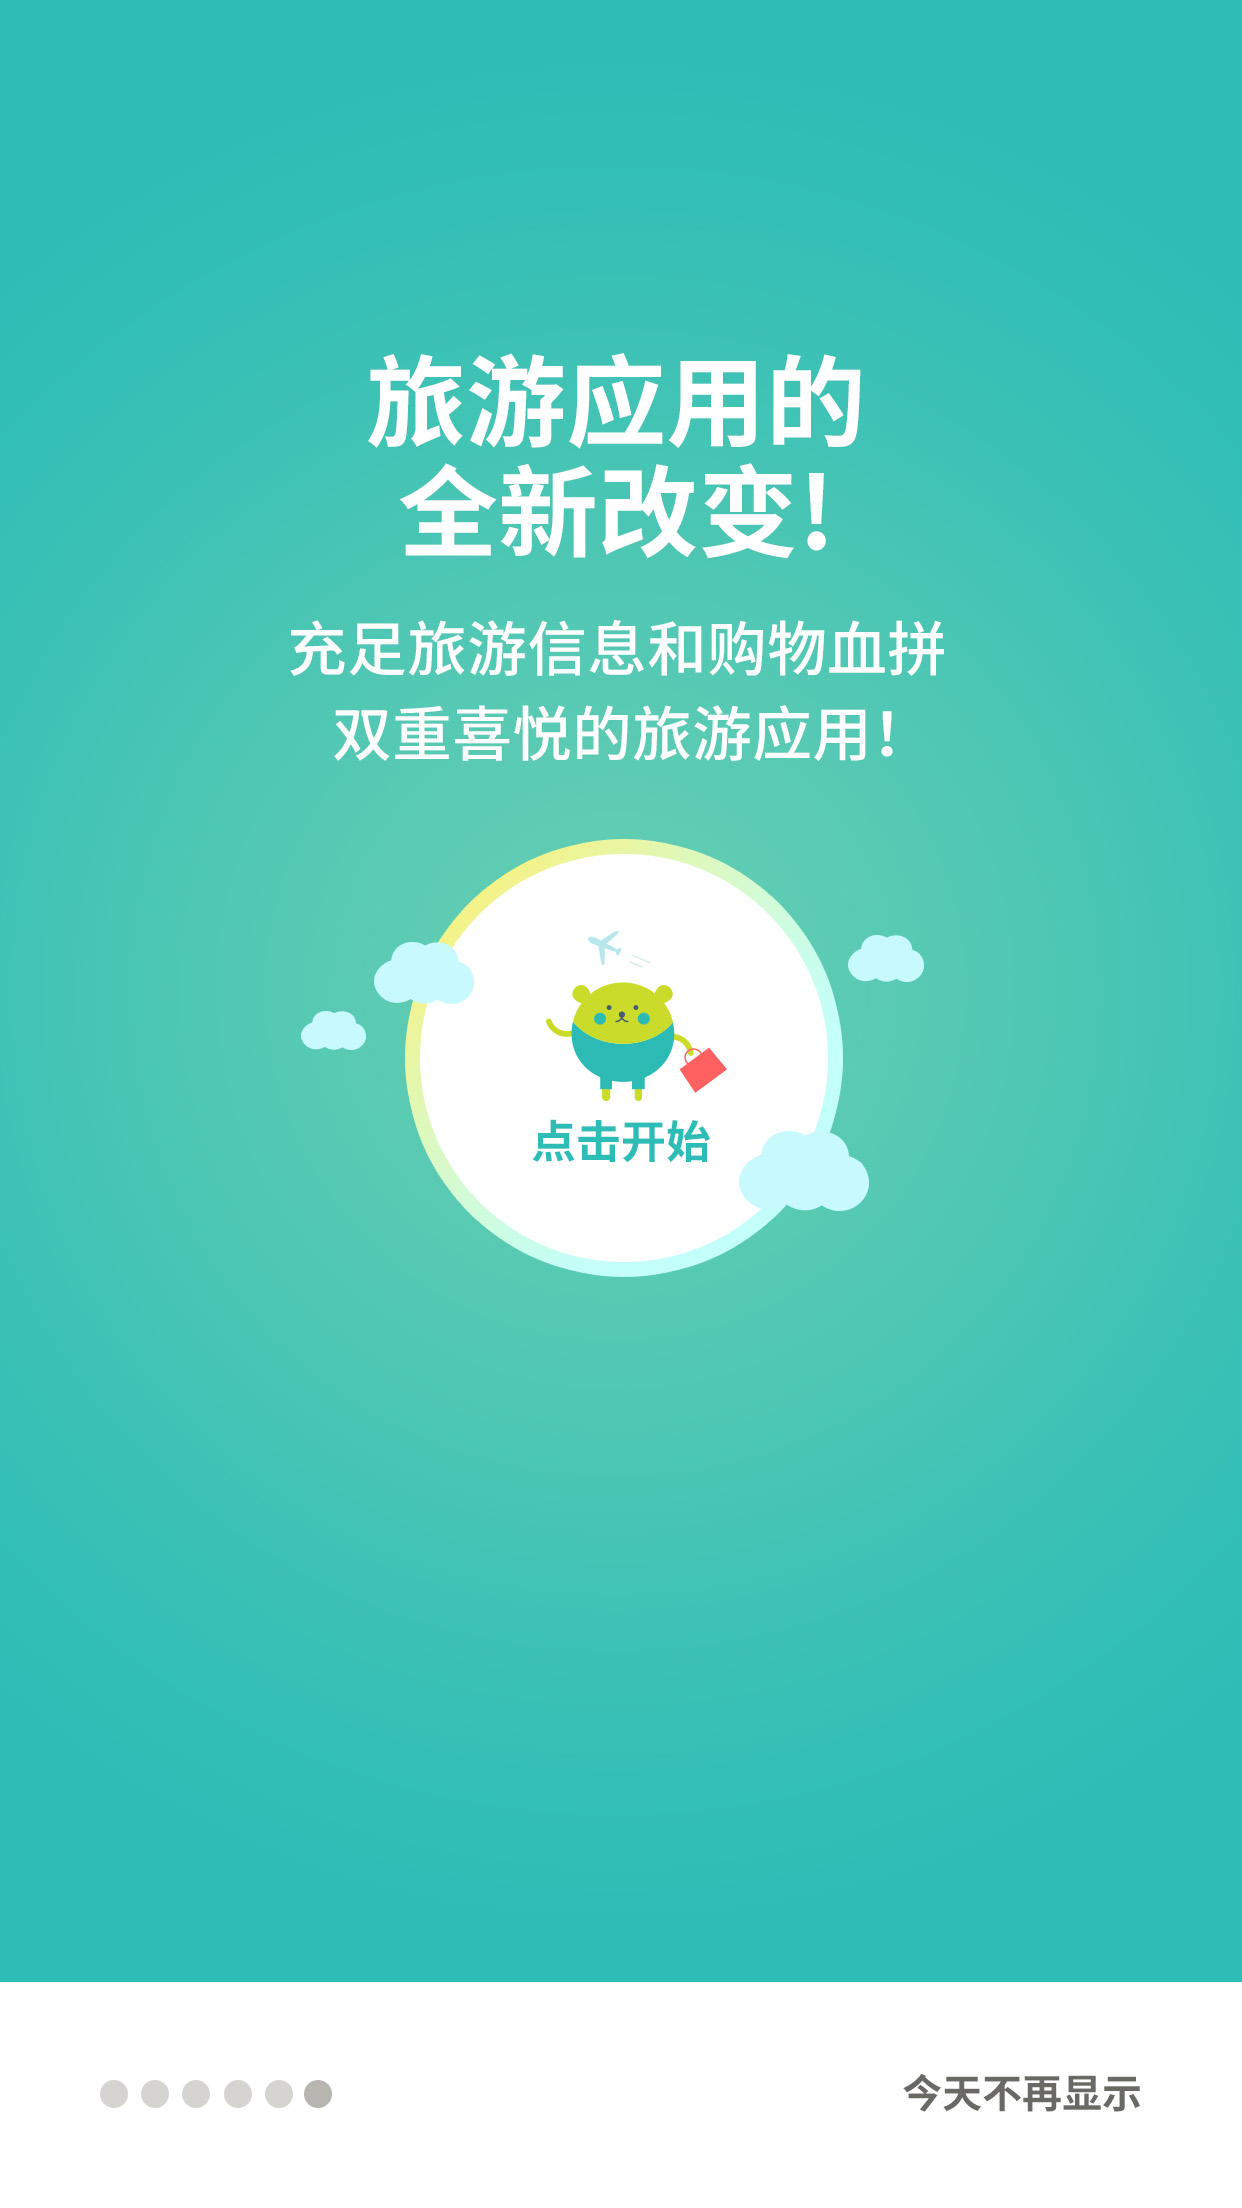 旅游应用的
全新改变!
充足旅游信息和购物血拼
双重喜悦的旅游应用!
点击开始
今天不再显示